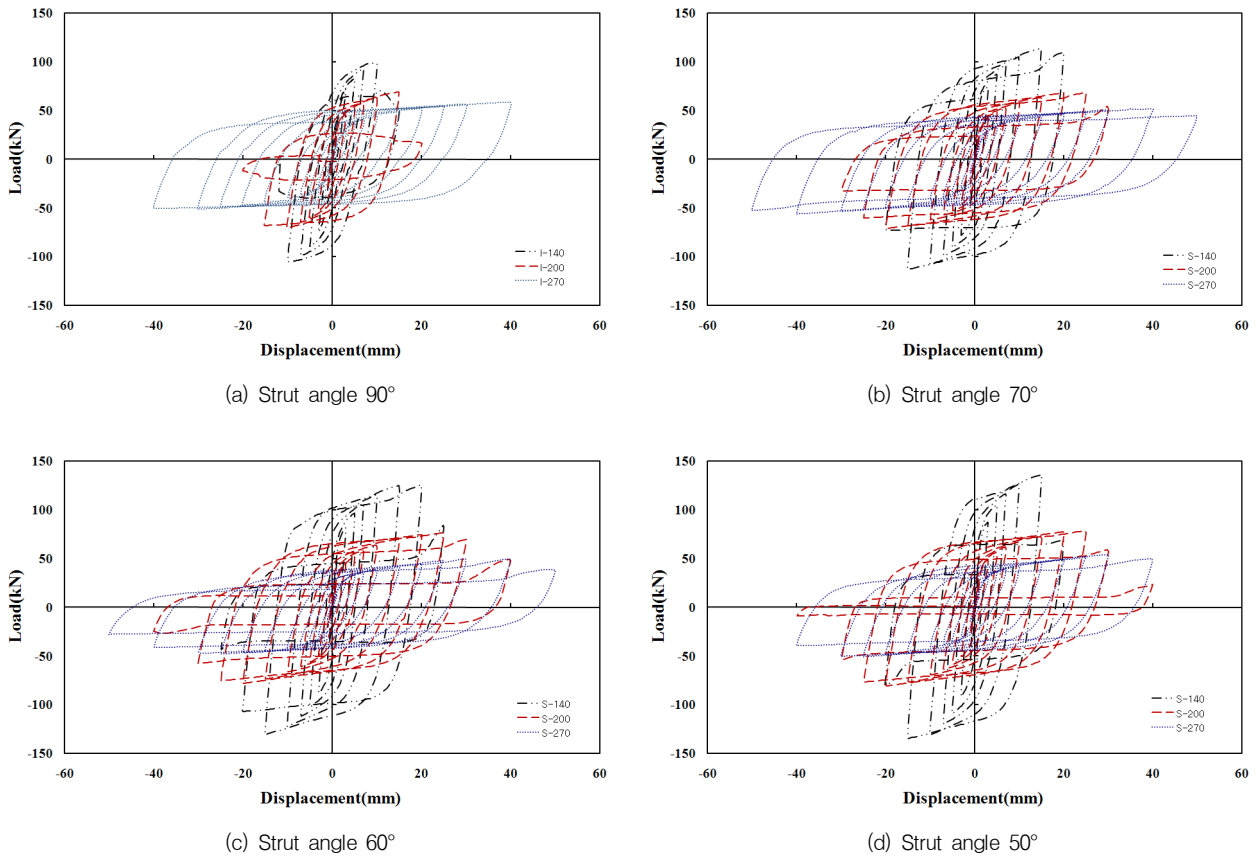 150
100
50
0
-50
-100
-150
Load(kN)
-60
-40
-20
0
20
40
60
Displacement(mm)
I-140
I-200
I-270
(a) Strut angle 90°
150
100
50
0
-50
-100
-150
Load(kN)
-60
-40
-20
0
20
40
60
Displacement(mm)
S-140
S-200
S-270
(b) Strut angle 70°
150
100
50
0
-50
-100
-150
Load(kN)
-60
-40
-20
0
20
40
60
Displacement(mm)
S-140
S-200
S-270
(c) Strut angle 60°
150
100
50
0
-50
-100
-150
Load(kN)
-60
-40
-20
0
20
40
60
Displacement(mm)
S-140
S-200
S-270
(d) Strut angle 50°